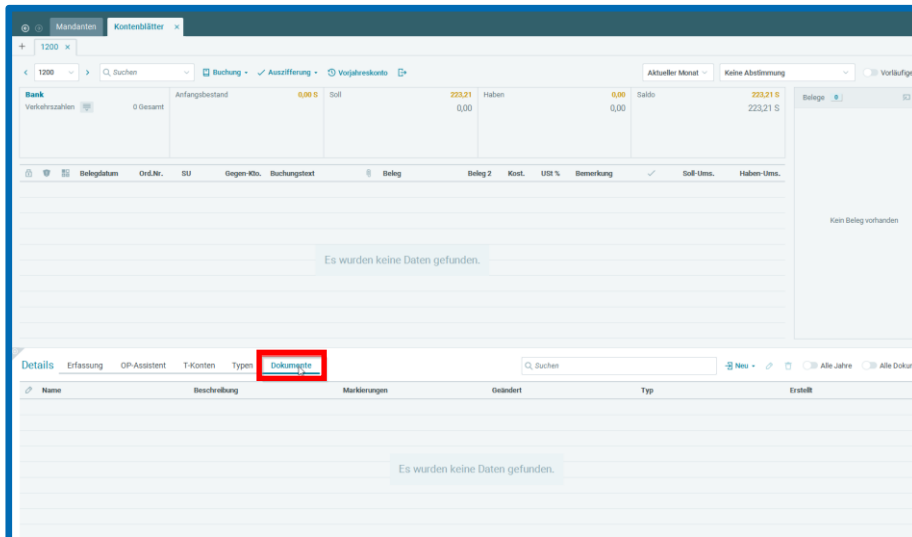 Mandanten Kontenblätter ×
+ 1200 ×
< 1200 > Suchen Buchung Auszifferung Vorjahreskonto Aktueller Monat Keine Abstimmung Vorläufige
Bank Anfangsbestand 0,00 S Soll 223,21 Haben 0,00 Saldo 223,21 S Belege 0
Verkehrszahlen 0 Gesamt 0,00 0,00 223,21 S
Belegdatum Ord.Nr. SU Gegen-Kto. Buchungstext Beleg Beleg 2 Kost. USt % Bemerkung Soll-Ums. Haben-Ums.
Kein Beleg vorhanden
Es wurden keine Daten gefunden.
Details Erfassung OP-Assistent T-Konten Typen Dokumente Suchen Neu Alle Jahre Alle Dokum
Name Beschreibung Markierungen Geändert Typ Erstellt
Es wurden keine Daten gefunden.